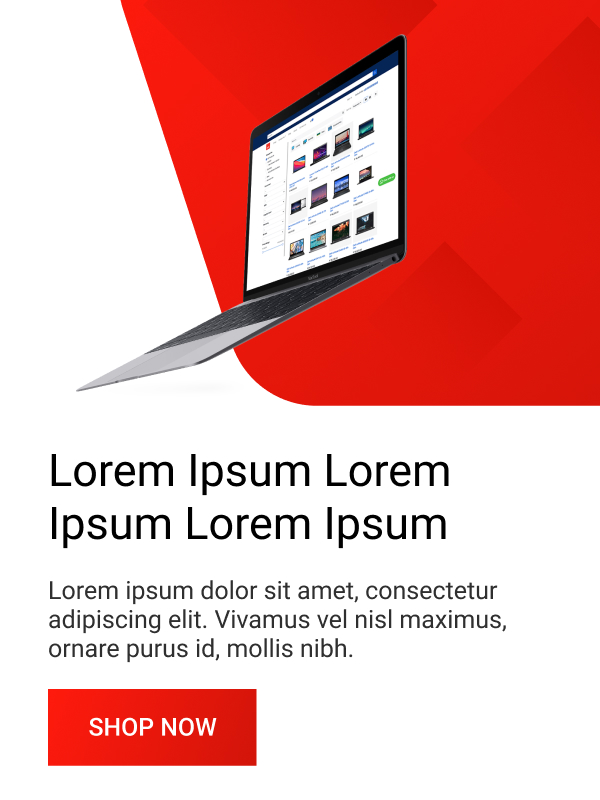 Lorem Ipsum Lorem
Ipsum Lorem Ipsum
Lorem ipsum dolor sit amet, consectetur
adipiscing elit. Vivamus vel nisl maximus,
ornare purus id, mollis nibh.
SHOP NOW